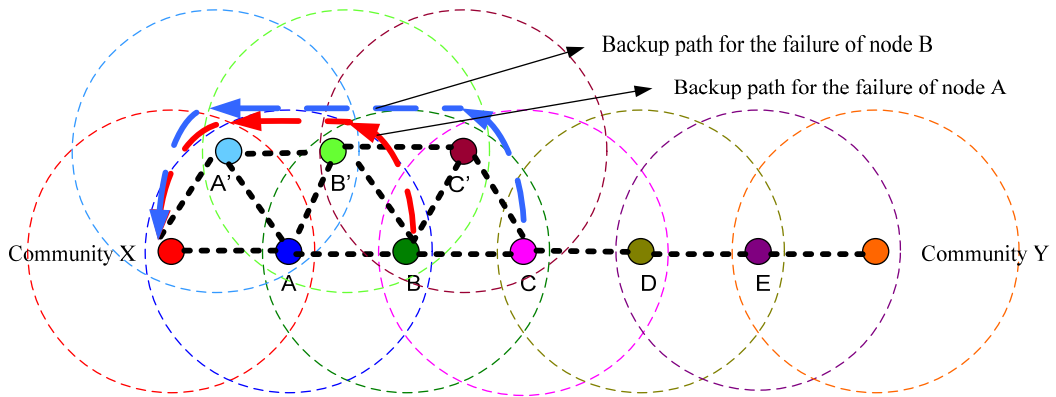 Backup path for the failure of node B
Backup path for the failure of node A
A’
B’
C’
Community X
A
B
C
D
E
Community Y